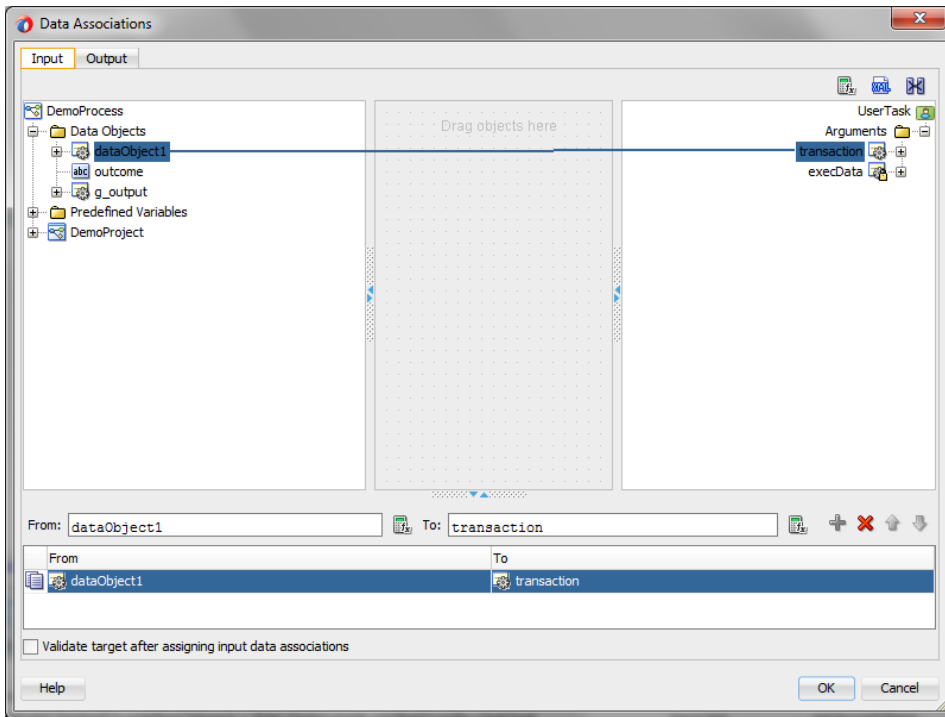 Data Associations
Input Output
DemoProcess
Data Objects
dataObject1
abc outcome
g_output
Predefined Variables
DemoProject
Drag objects here
UserTask
Arguments
transaction
execData
From: dataObject1 To: transaction
From To
dataObject1 transaction
Validate target after assigning input data associations
Help OK Cancel